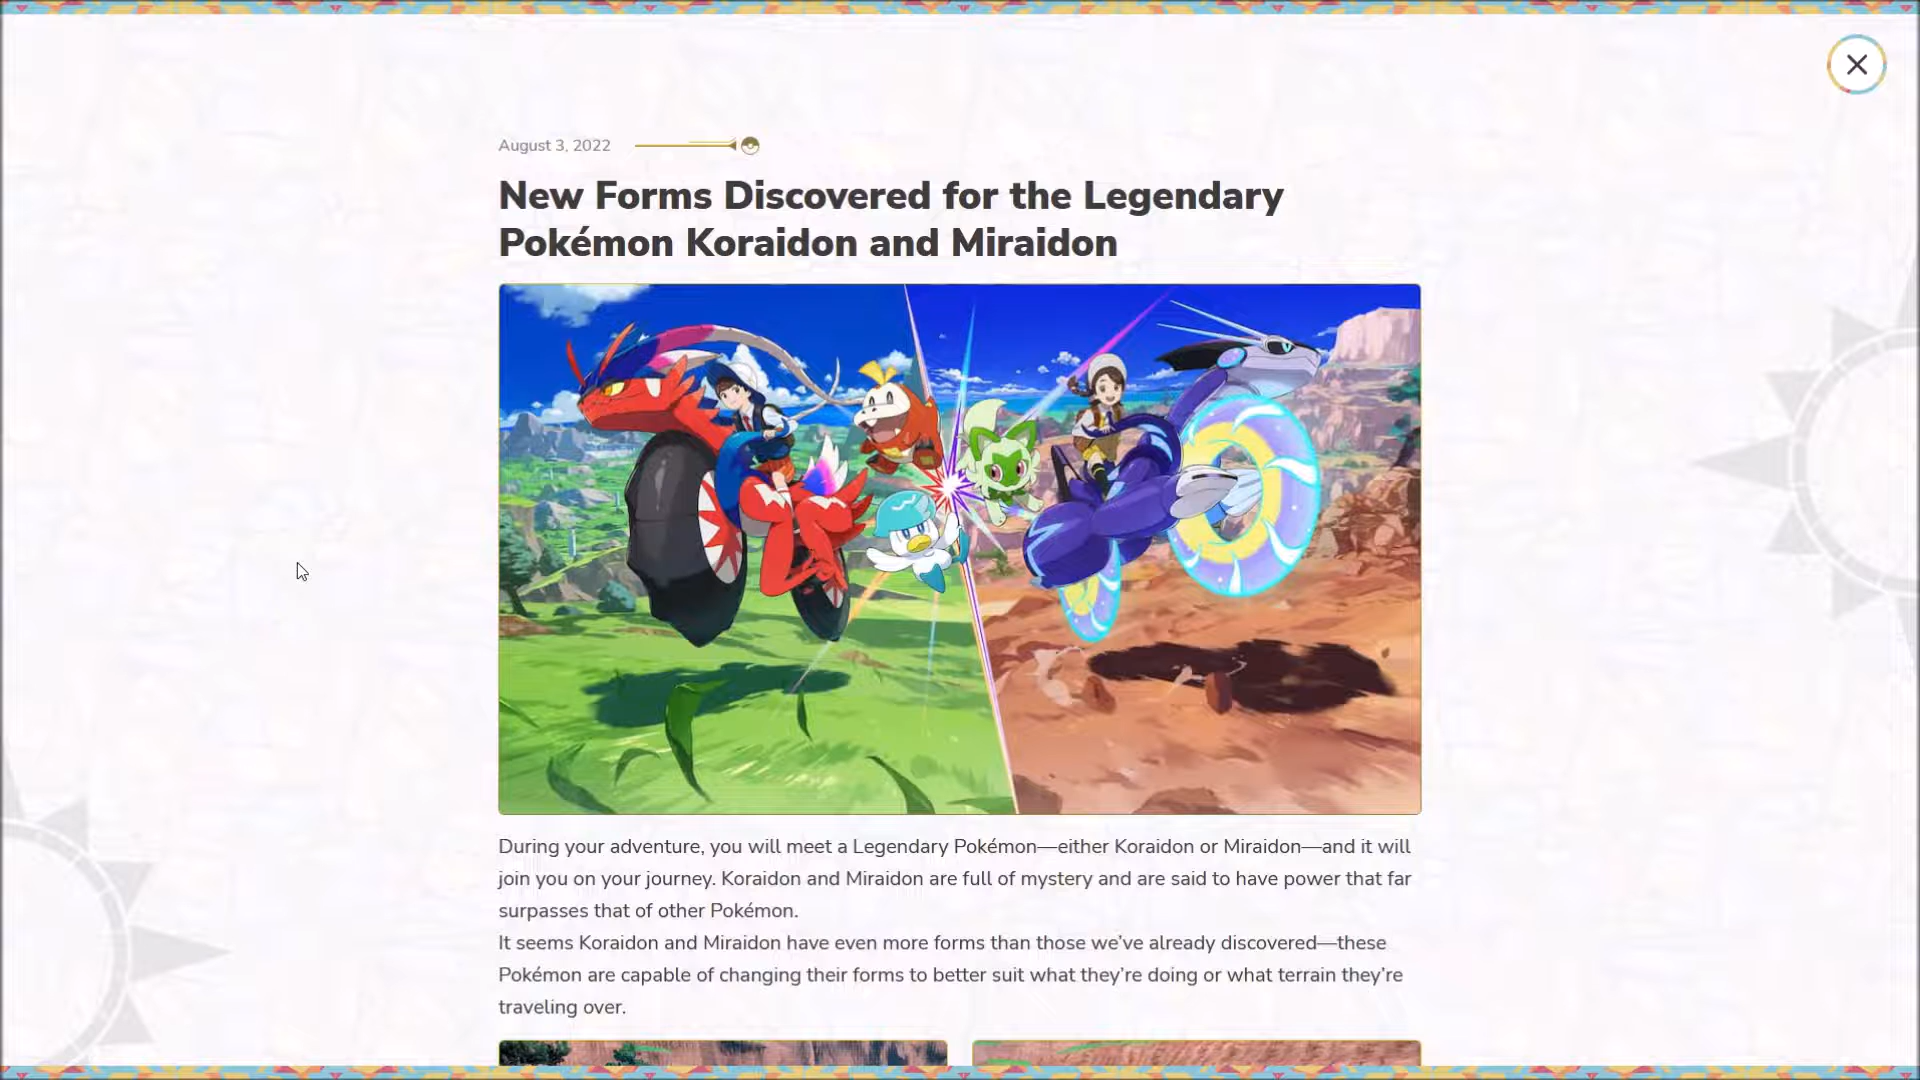 August 3, 2022
New Forms Discovered for the Legendary
Pokémon Koraidon and Miraidon
During your adventure, you will meet a Legendary Pokémon—either Koraidon or Miraidon—and it will
join you on your journey. Koraidon and Miraidon are full of mystery and are said to have power that far
surpasses that of other Pokémon.
It seems Koraidon and Miraidon have even more forms than those we’ve already discovered—these
Pokémon are capable of changing their forms to better suit what they’re doing or what terrain they’re
traveling over.